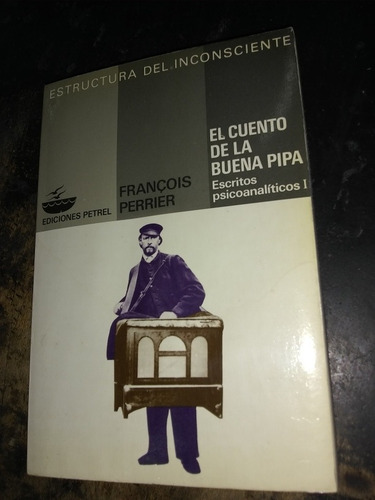 ESTRUCTURA DEL INCONSCIENTE
EL CUENTO
DE LA
BUENA PIPA
Escritos
psicoanalíticos I
FRANÇOIS
PERRIER
EDICIONES PETREL